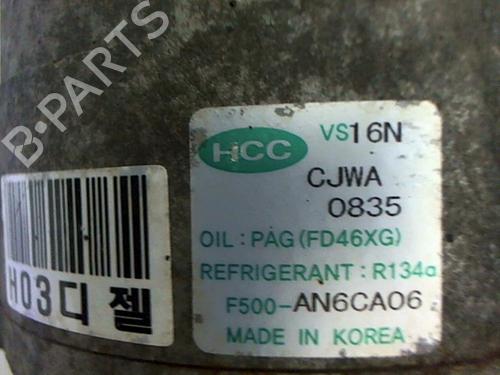 B-PARTS
HCC
VS16N
CJWA
0835
OIL : PAG (FD46XG)
REFRIGERANT : R134a
F500-AN6CA06
MADE IN KOREA
H03디젤